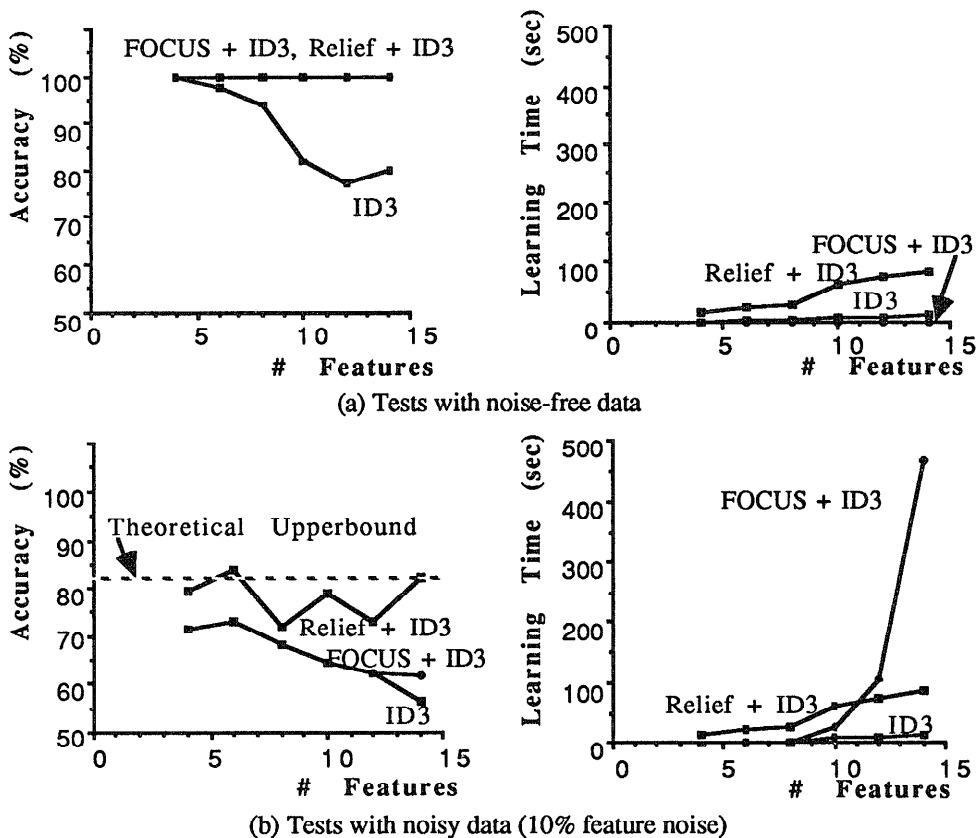 Accuracy (%)
100
90
80
70
60
50
FOCUS + ID3, Relief + ID3
ID3
0
5
10
15
# Features
Learning Time (sec)
500
400
300
200
100
0
FOCUS + ID3
Relief + ID3
ID3
0
5
10
15
# Features
(a) Tests with noise-free data
Accuracy (%)
100
90
80
70
60
50
Theoretical Upperbound
Relief + ID3
FOCUS + ID3
ID3
0
5
10
15
# Features
Learning Time (sec)
500
400
300
200
100
0
FOCUS + ID3
Relief + ID3
ID3
0
5
10
15
# Features
(b) Tests with noisy data (10% feature noise)